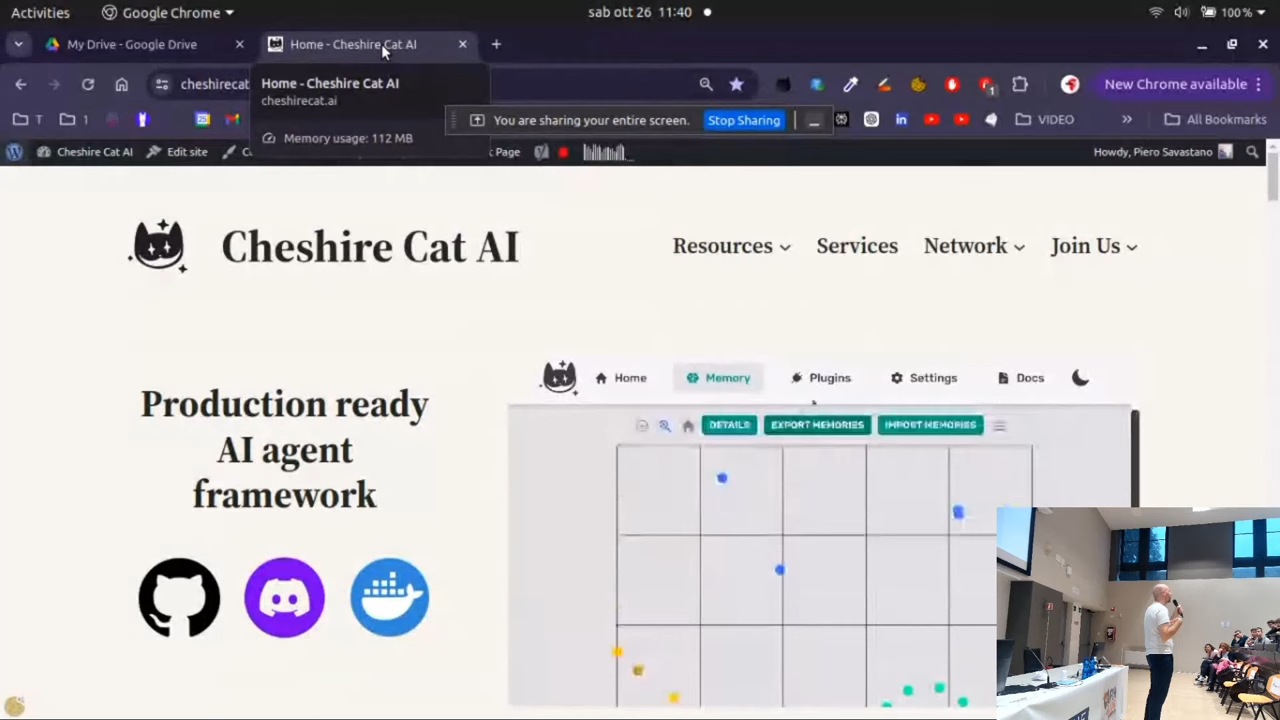 Activities
Google Chrome
sab ott 26 11:40
100%
My Drive - Google Drive
Home - Cheshire Cat AI
cheshirecat
New Chrome available
Home - Cheshire Cat AI
cheshirecat.ai
Memory usage: 112 MB
You are sharing your entire screen.
Stop Sharing
T
1
VIDEO
All Bookmarks
Cheshire Cat AI
Edit site
Page
Howdy, Piero Savastano
Cheshire Cat AI
Resources
Services
Network
Join Us
Production ready
AI agent
framework
Home
Memory
Plugins
Settings
Docs
DETAILS
EXPORT MEMORIES
IMPORT MEMORIES